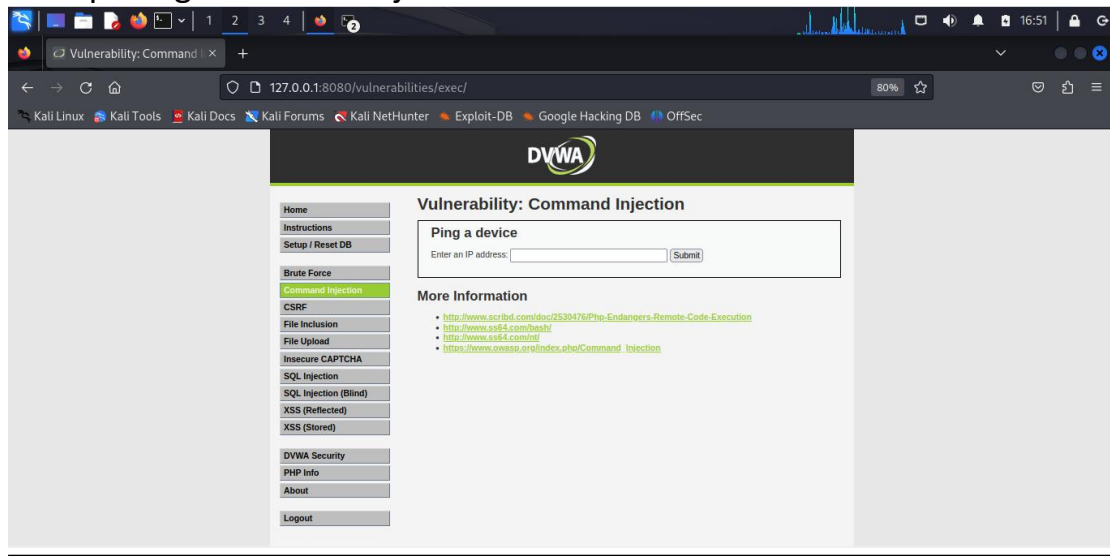 1 2 3 4 2 16:51
Vulnerability: Command I
127.0.0.1:8080/vulnerabilities/exec/ 80%
Kali Linux Kali Tools Kali Docs Kali Forums Kali NetHunter Exploit-DB Google Hacking DB OffSec
DVWA
Home
Instructions
Setup / Reset DB
Brute Force
Command Injection
CSRF
File Inclusion
File Upload
Insecure CAPTCHA
SQL Injection
SQL Injection (Blind)
XSS (Reflected)
XSS (Stored)
DVWA Security
PHP Info
About
Logout
Vulnerability: Command Injection
Ping a device
Enter an IP address: Submit
More Information
http://www.scribd.com/doc/2530476/Php-Endangers-Remote-Code-Execution
http://www.ss64.com/bash/
http://www.ss64.com/nt/
https://www.owasp.org/index.php/Command_Injection